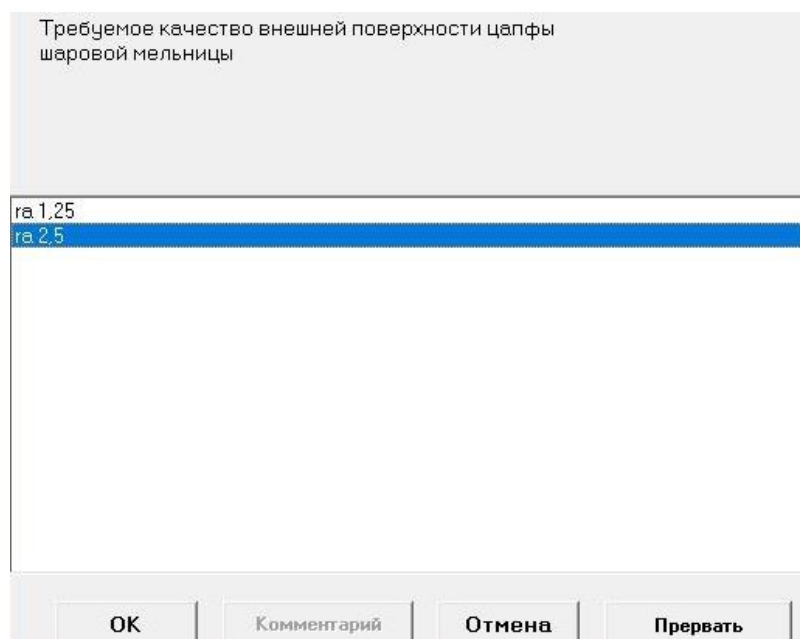 Требуемое качество внешней поверхности цапфы
шаровой мельницы
ra 1,25
ra 2,5
OK
Комментарий
Отмена
Прервать